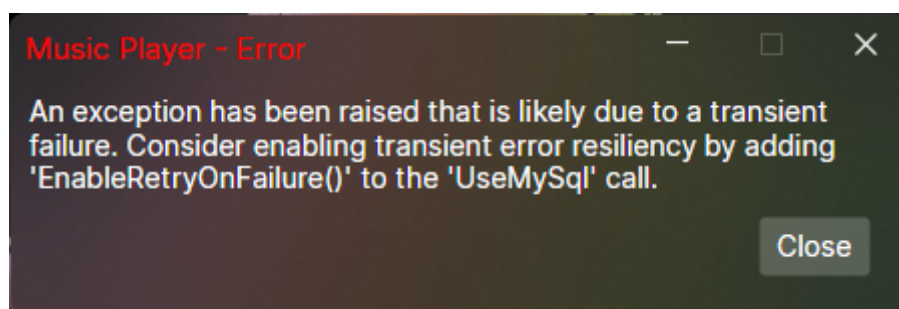 Music Player - Error
An exception has been raised that is likely due to a transient
failure. Consider enabling transient error resiliency by adding
'EnableRetryOnFailure()' to the 'UseMySql' call.
Close